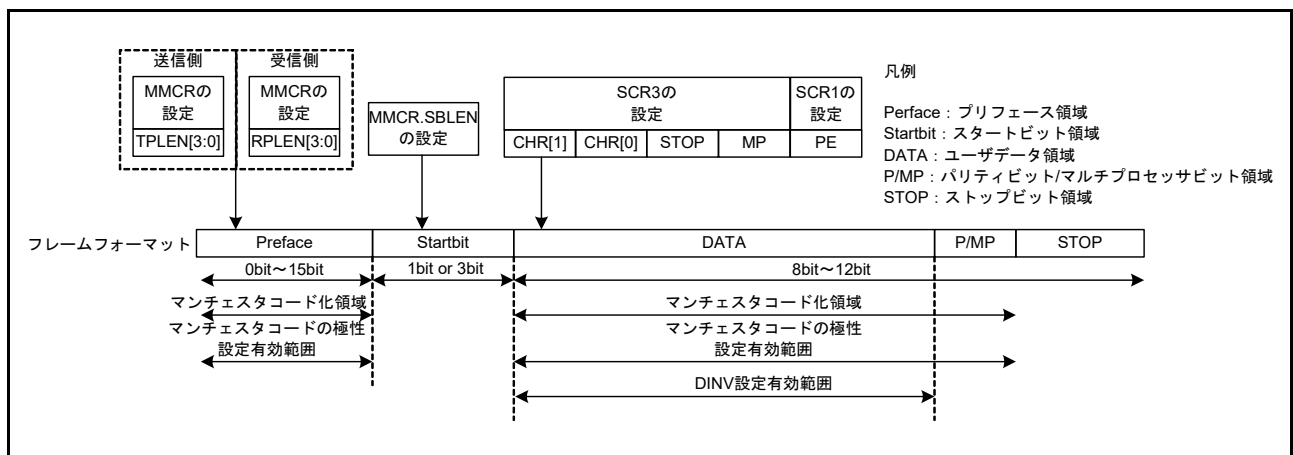 送信側
受信側
MMCRの
設定
TPLEN[3:0]
MMCRの
設定
RPLEN[3:0]
MMCR.SBLEN
の設定
SCR3の
設定
SCR1の
設定
CHR[1]
CHR[0]
STOP
MP
PE
凡例
Perface：プリフェース領域
Startbit：スタートビット領域
DATA：ユーザデータ領域
P/MP：パリティビット/マルチプロセッサビット領域
STOP：ストップビット領域
フレームフォーマット
Preface
Startbit
DATA
P/MP
STOP
0bit～15bit
1bit or 3bit
8bit～12bit
マンチェスタコード化領域
マンチェスタコード化領域
マンチェスタコードの極性
設定有効範囲
マンチェスタコードの極性
設定有効範囲
DINV設定有効範囲